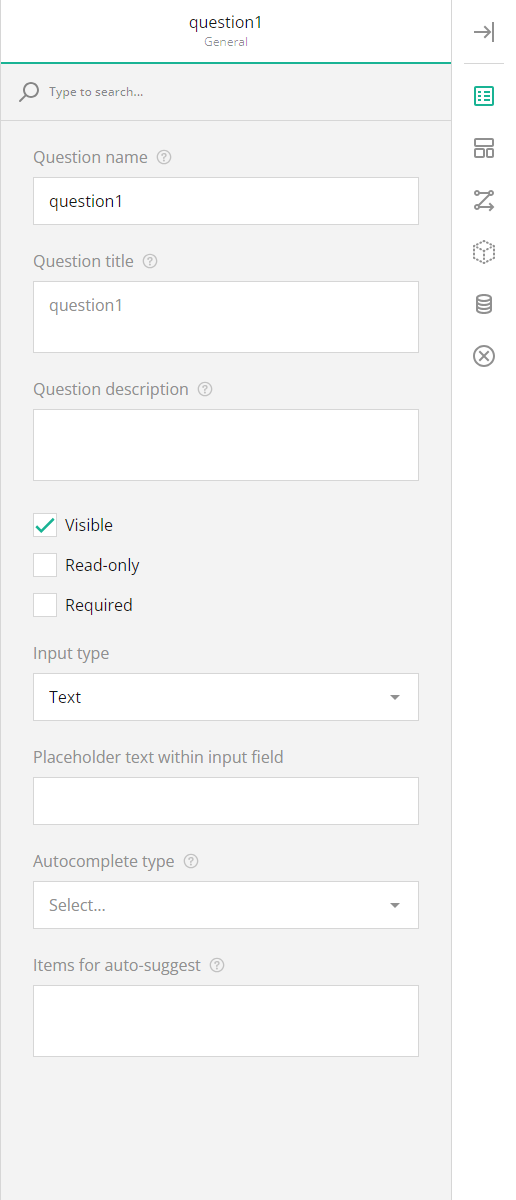 question1
General
Type to search...
Question name
question1
Question title
question1
Question description
Visible
Read-only
Required
Input type
Text
Placeholder text within input field
Autocomplete type
Select...
Items for auto-suggest